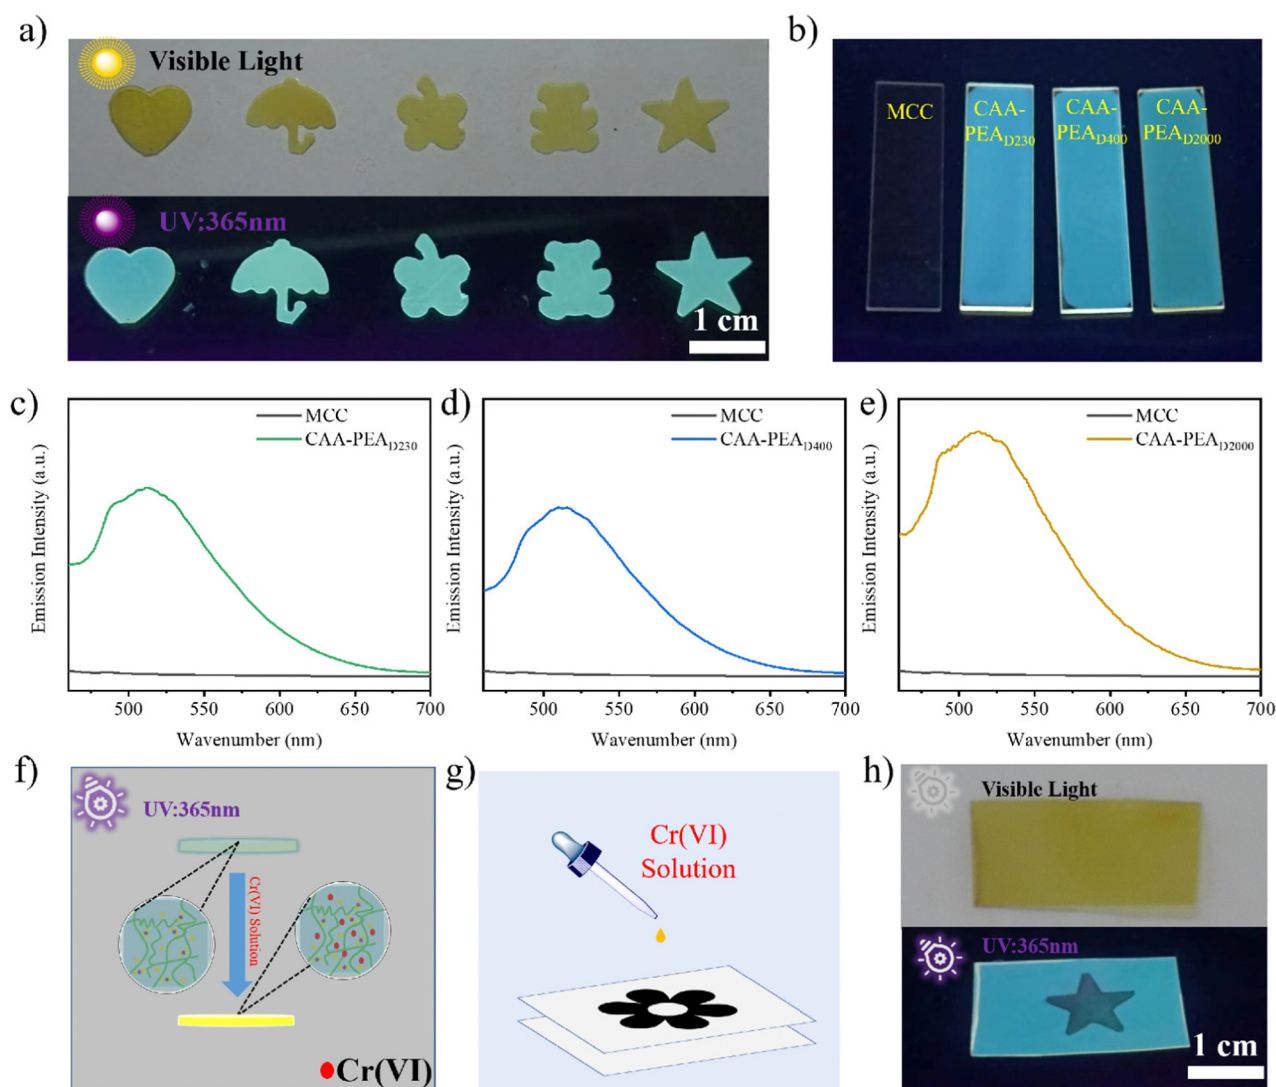 a)
Visible Light
UV:365nm
1 cm
b)
MCC
CAA-
PEAD230
CAA-
PEAD400
CAA-
PEAD2000
c)
MCC
CAA-PEAD230
Emission Intensity (a.u.)
500 550 600 650 700
Wavenumber (nm)
d)
MCC
CAA-PEAD400
Emission Intensity (a.u.)
500 550 600 650 700
Wavenumber (nm)
e)
MCC
CAA-PEAD2000
Emission Intensity (a.u.)
500 550 600 650 700
Wavenumber (nm)
f)
UV:365nm
Cr(VI) Solution
Cr(VI)
g)
Cr(VI)
Solution
h)
Visible Light
UV:365nm
1 cm